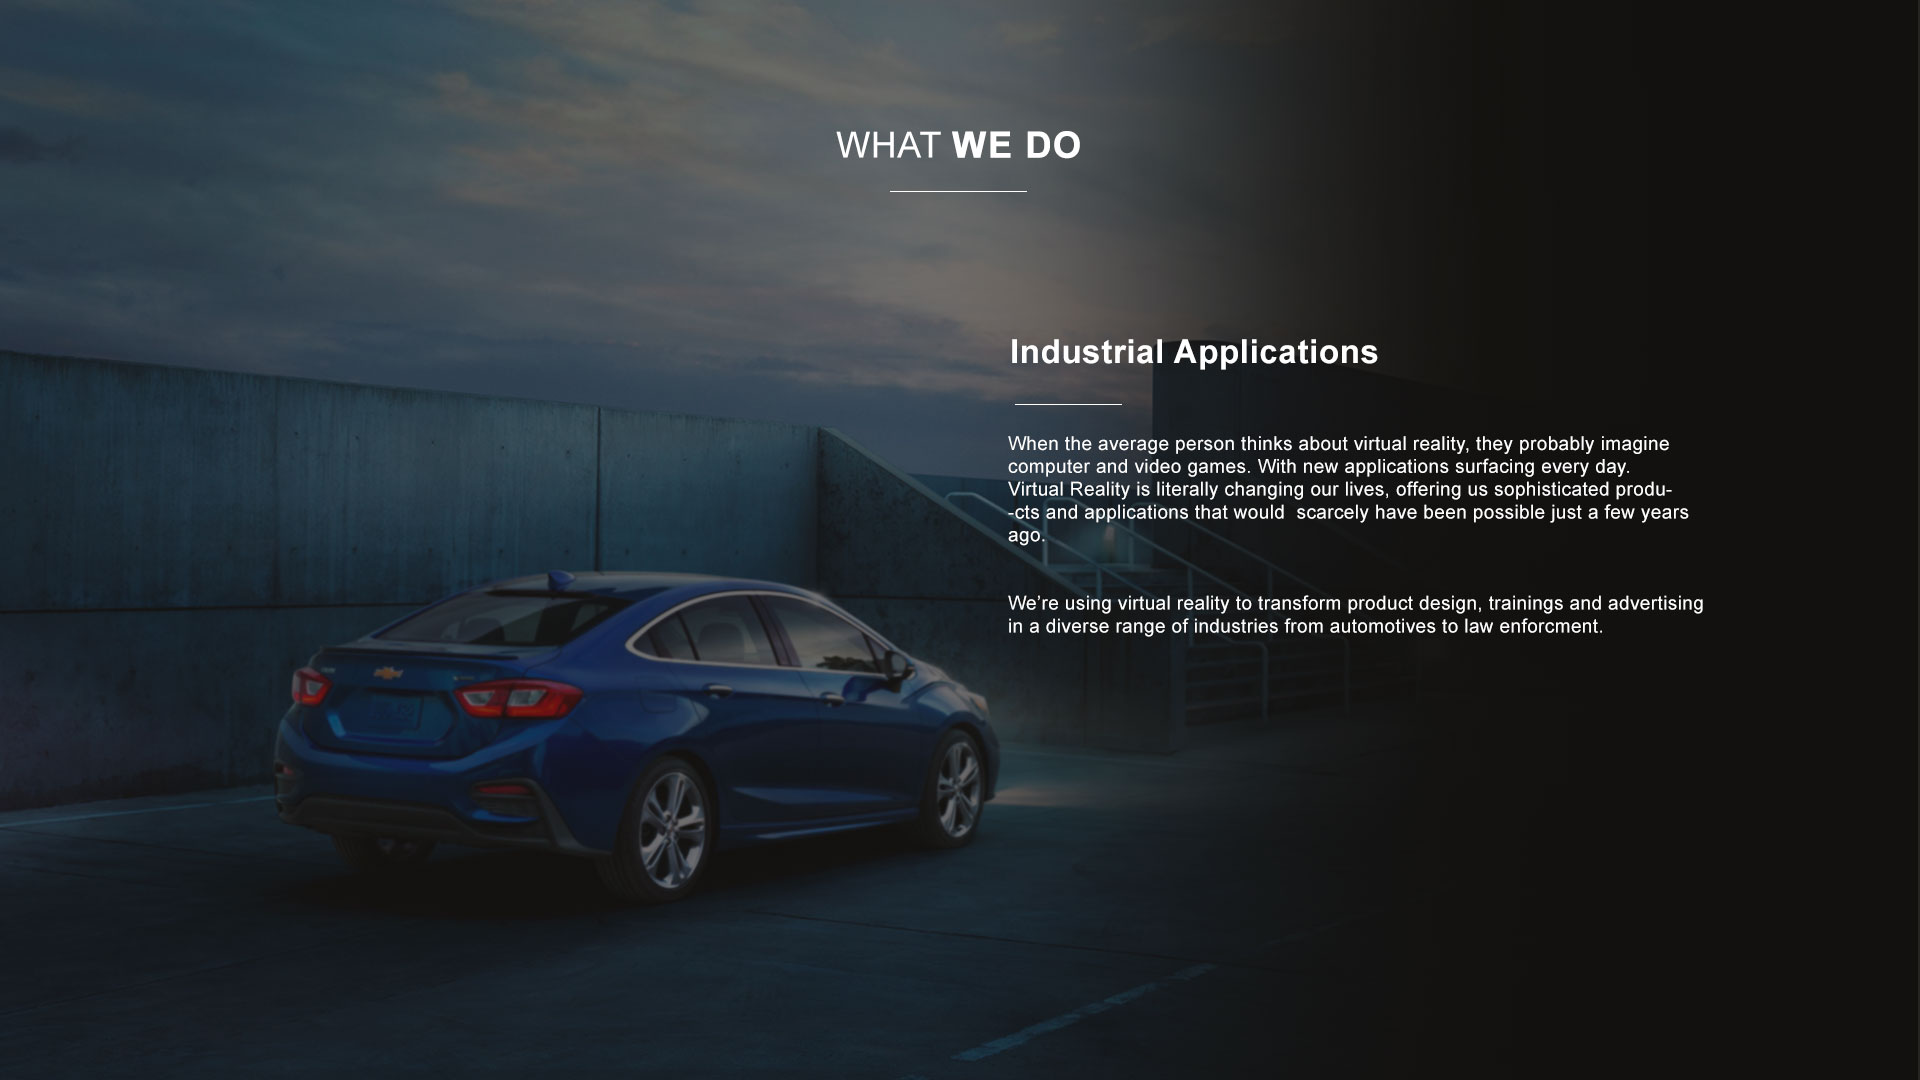 WHAT WE DO
Industrial Applications
When the average person thinks about virtual reality, they probably imagine
computer and video games. With new applications surfacing every day.
Virtual Reality is literally changing our lives, offering us sophisticated produ-
-cts and applications that would  scarcely have been possible just a few years
ago.
We’re using virtual reality to transform product design, trainings and advertising
in a diverse range of industries from automotives to law enforcment.